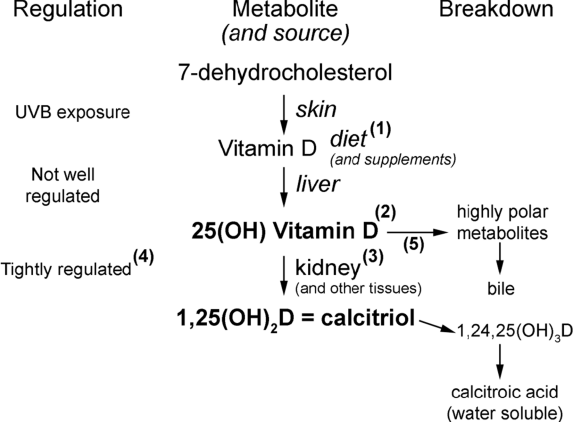 Regulation Metabolite Breakdown
(and source)
7-dehydrocholesterol
UVB exposure
skin
Vitamin D diet(1)
(and supplements)
Not well
regulated
liver
25(OH) Vitamin D(2)
(5)
highly polar
metabolites
Tightly regulated(4)
kidney(3)
(and other tissues)
bile
1,25(OH)2D = calcitriol
1,24,25(OH)3D
calcitroic acid
(water soluble)